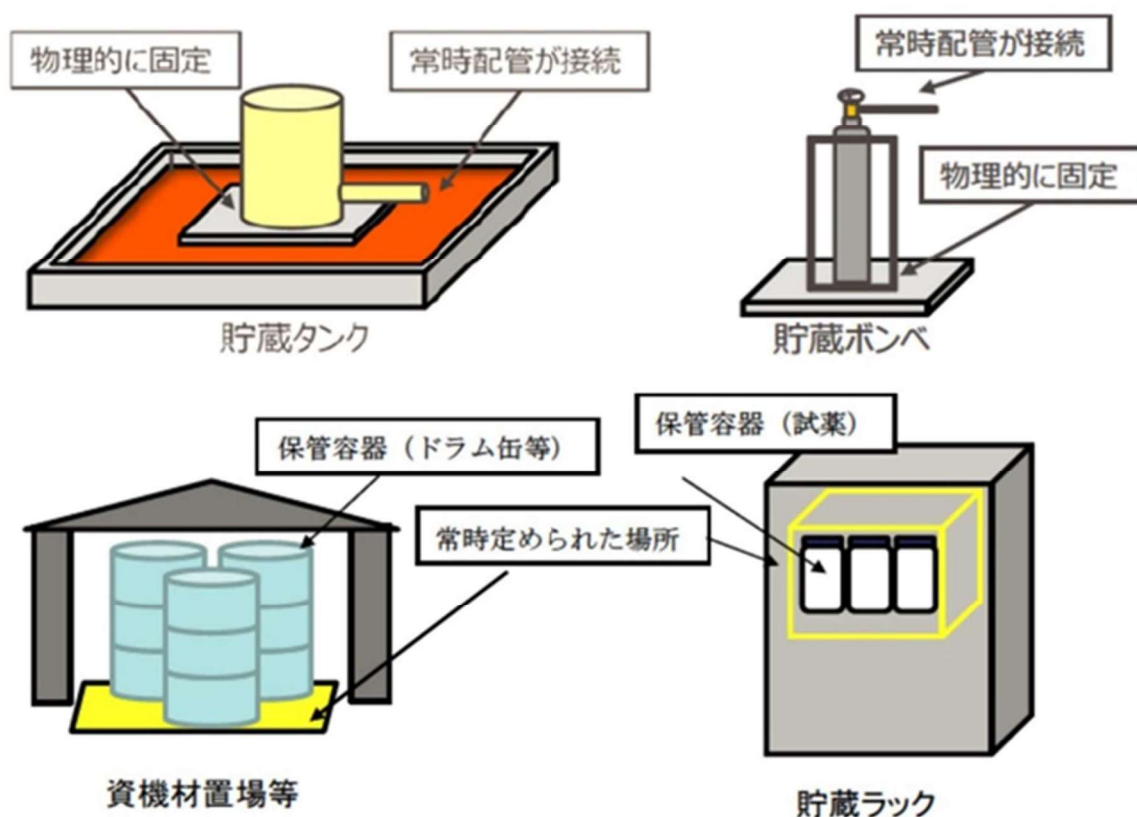 物理的に固定
常時配管が接続
貯蔵タンク
常時配管が接続
物理的に固定
貯蔵ボンベ
保管容器（ドラム缶等）
常時定められた場所
資機材置場等
保管容器（試薬）
貯蔵ラック